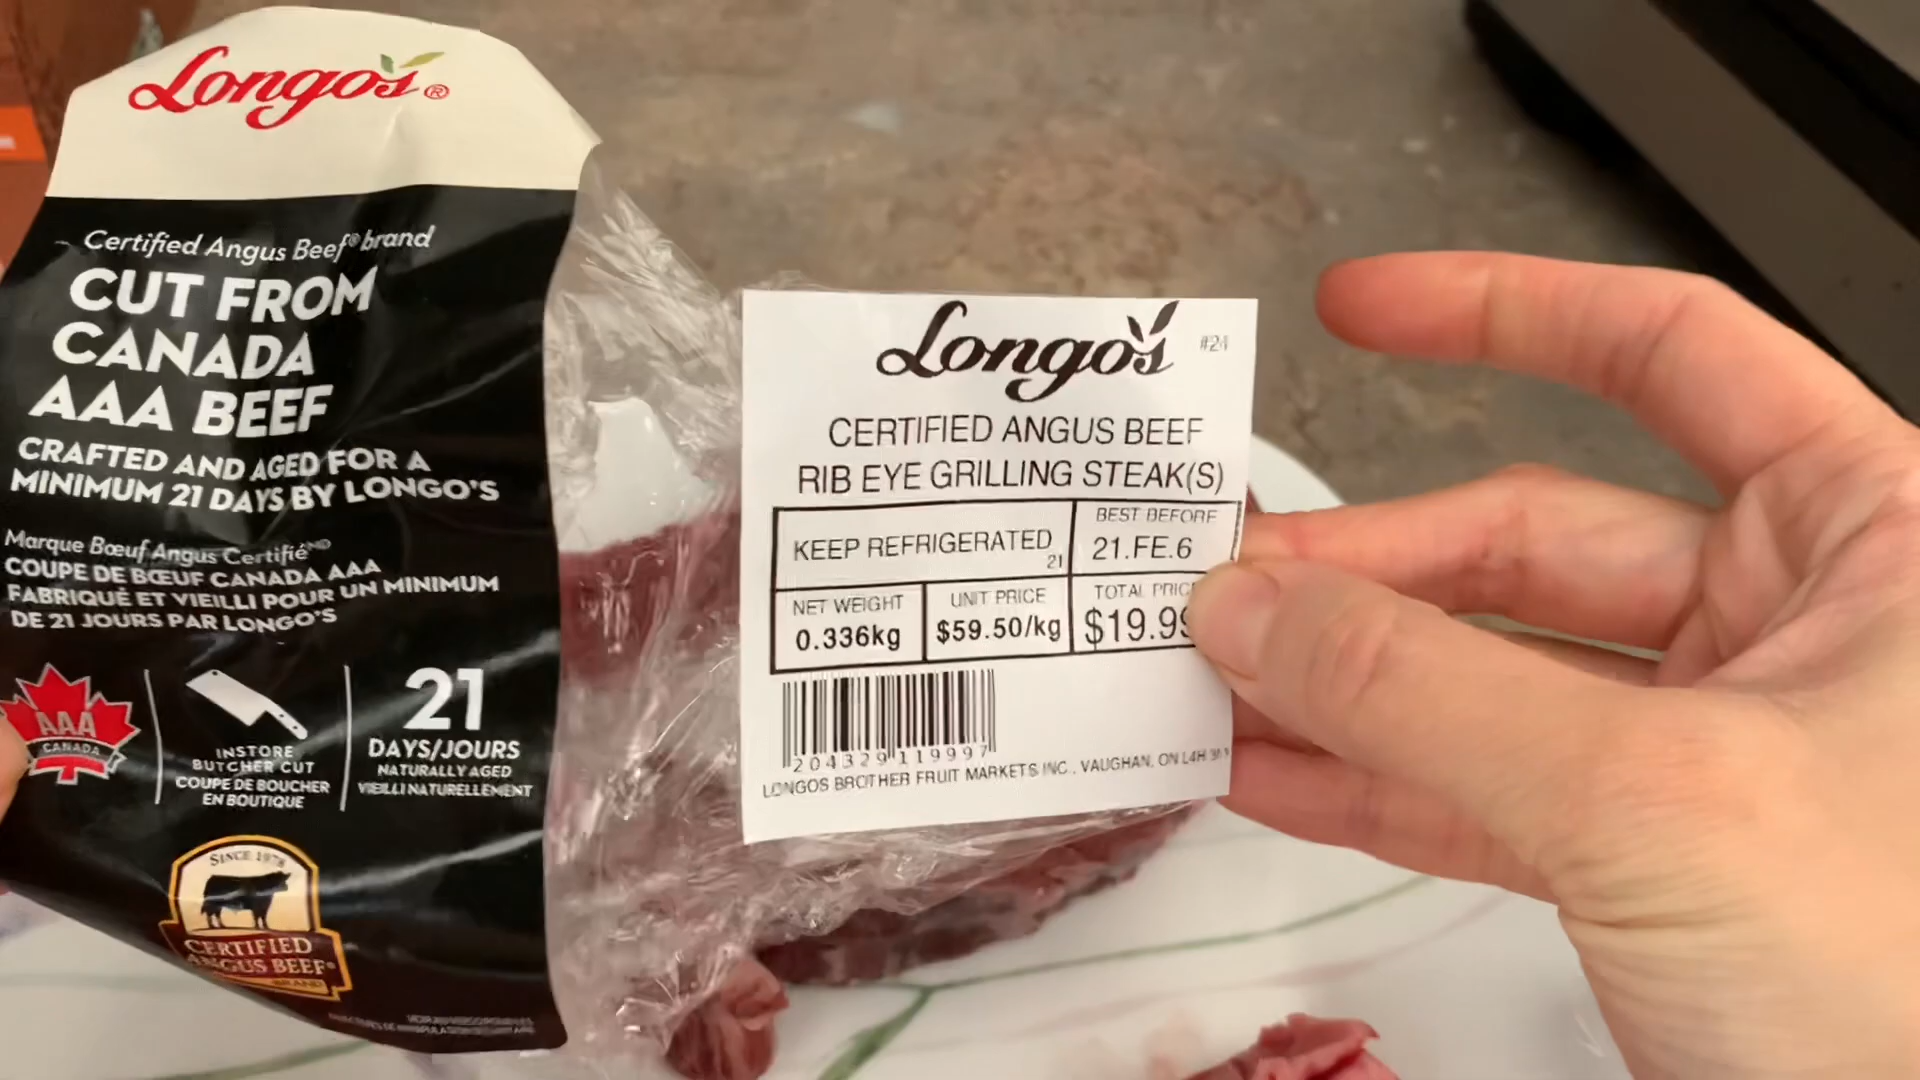 Longo's®
Certified Angus Beef® brand
CUT FROM
CANADA
AAA BEEF
CRAFTED AND AGED FOR A
MINIMUM 21 DAYS BY LONGO'S
Marque Bœuf Angus Certifié MD
COUPE DE BŒUF CANADA AAA
FABRIQUÉ ET VIEILLI POUR UN MINIMUM
DE 21 JOURS PAR LONGO'S
AAA
CANADA
INSTORE
BUTCHER CUT
COUPE DE BOUCHER
EN BOUTIQUE
21
DAYS/JOURS
NATURALLY AGED
VIEILLI NATURELLEMENT
SINCE 1978
CERTIFIED
ANGUS BEEF®
BRAND
Longo's #24
CERTIFIED ANGUS BEEF
RIB EYE GRILLING STEAK(S)
KEEP REFRIGERATED
21
BEST BEFORE
21.FE.6
NET WEIGHT
0.336kg
UNIT PRICE
$59.50/kg
TOTAL PRIC
$19.99
204329119997
LONGOS BROTHER FRUIT MARKETS INC., VAUGHAN, ON L4H